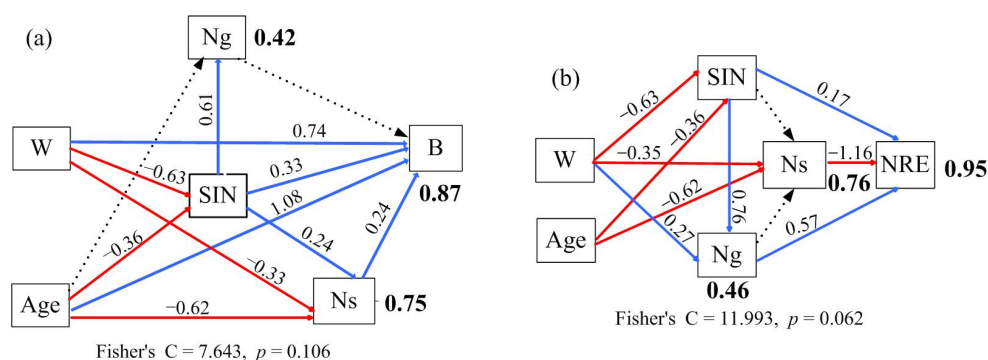 (a)
Ng 0.42
0.61
W
0.74
B
0.87
−0.63
SIN
0.33
1.08
−0.36
0.24
0.24
−0.33
Age
−0.62
Ns
0.75
Fisher's C = 7.643, p = 0.106
(b)
SIN
−0.63
0.17
−0.36
W
−0.35
Ns
0.76
−1.16
NRE
0.95
−0.62
0.76
0.27
Age
Ng
0.57
0.46
Fisher's C = 11.993, p = 0.062